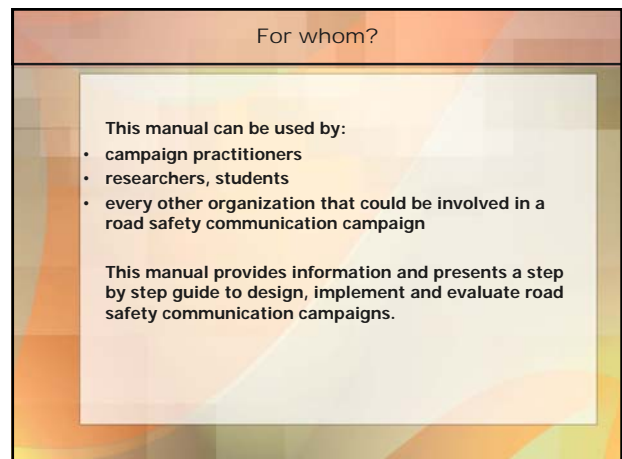 For whom?
This manual can be used by:
• campaign practitioners
• researchers, students
• every other organization that could be involved in a
road safety communication campaign
This manual provides information and presents a step
by step guide to design, implement and evaluate road
safety communication campaigns.